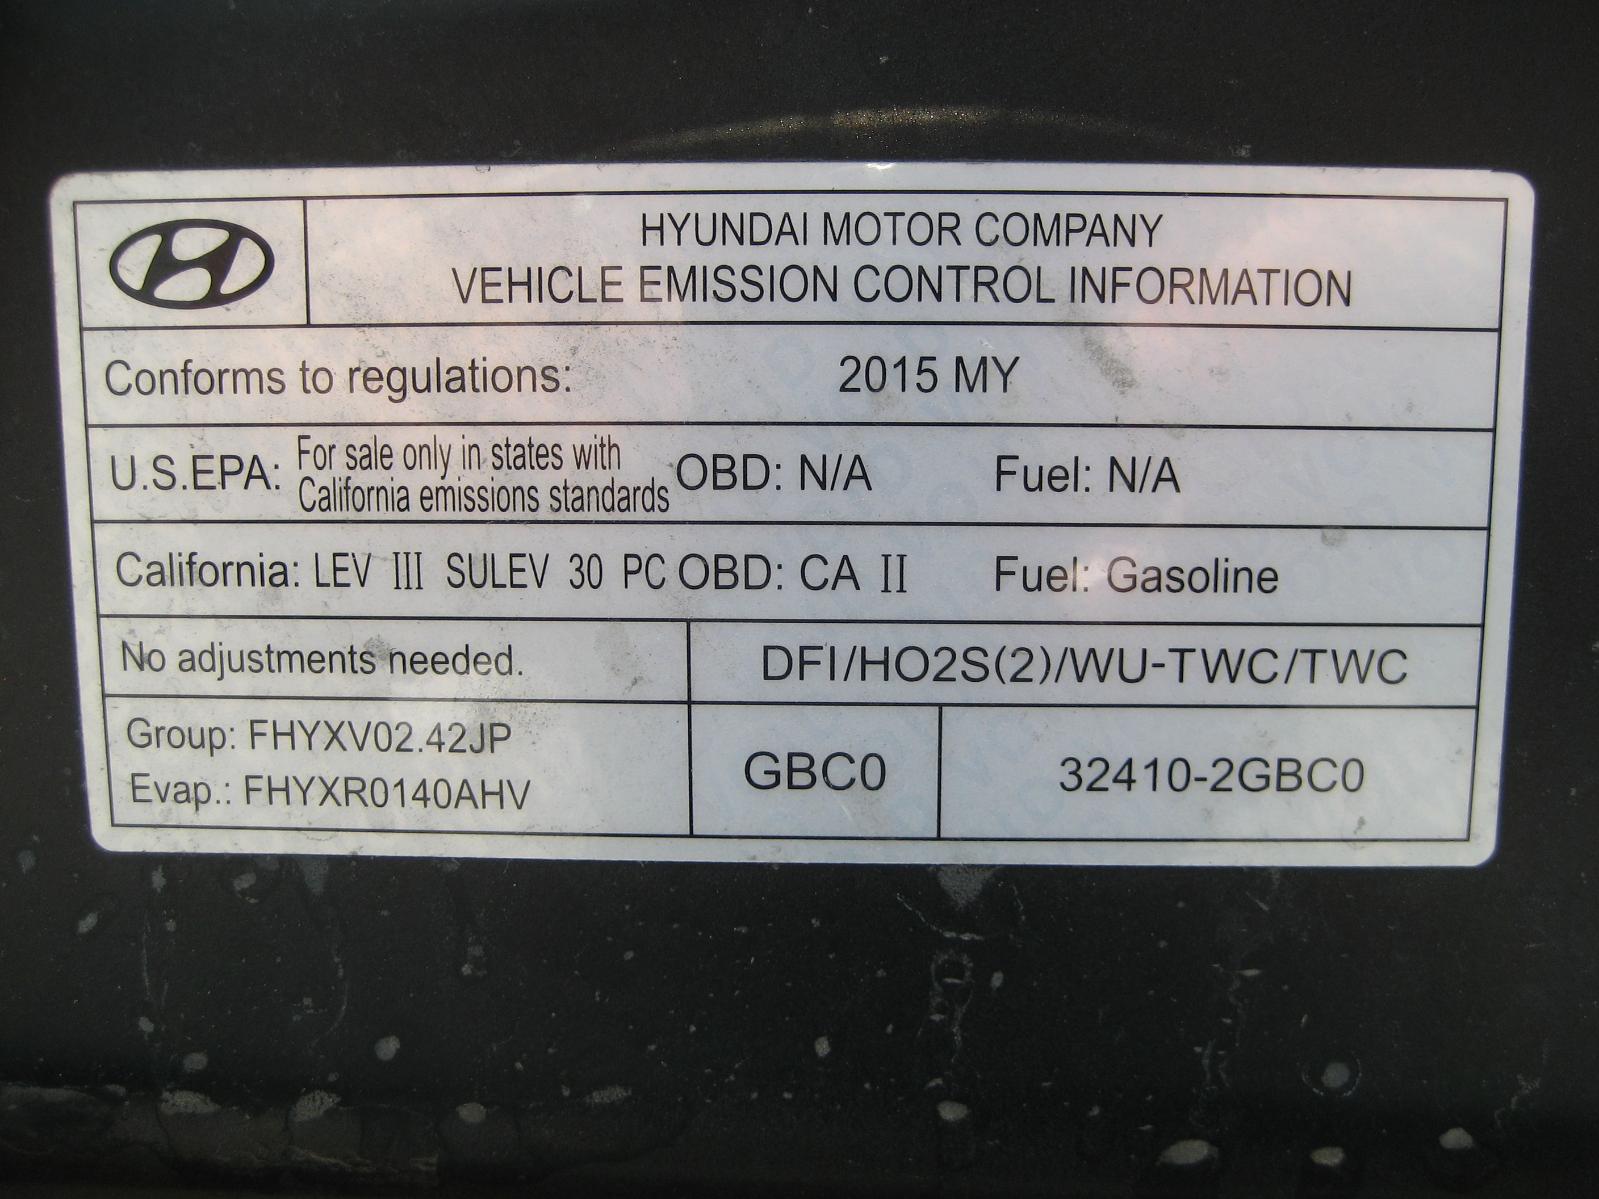 HYUNDAI MOTOR COMPANY
VEHICLE EMISSION CONTROL INFORMATION
Conforms to regulations: 2015 MY
U.S.EPA: For sale only in states with
California emissions standards OBD: N/A Fuel: N/A
California: LEV III SULEV 30 PC OBD: CA II Fuel: Gasoline
No adjustments needed. DFI/HO2S(2)/WU-TWC/TWC
Group: FHYXV02.42JP
Evap.: FHYXR0140AHV
GBC0
32410-2GBC0